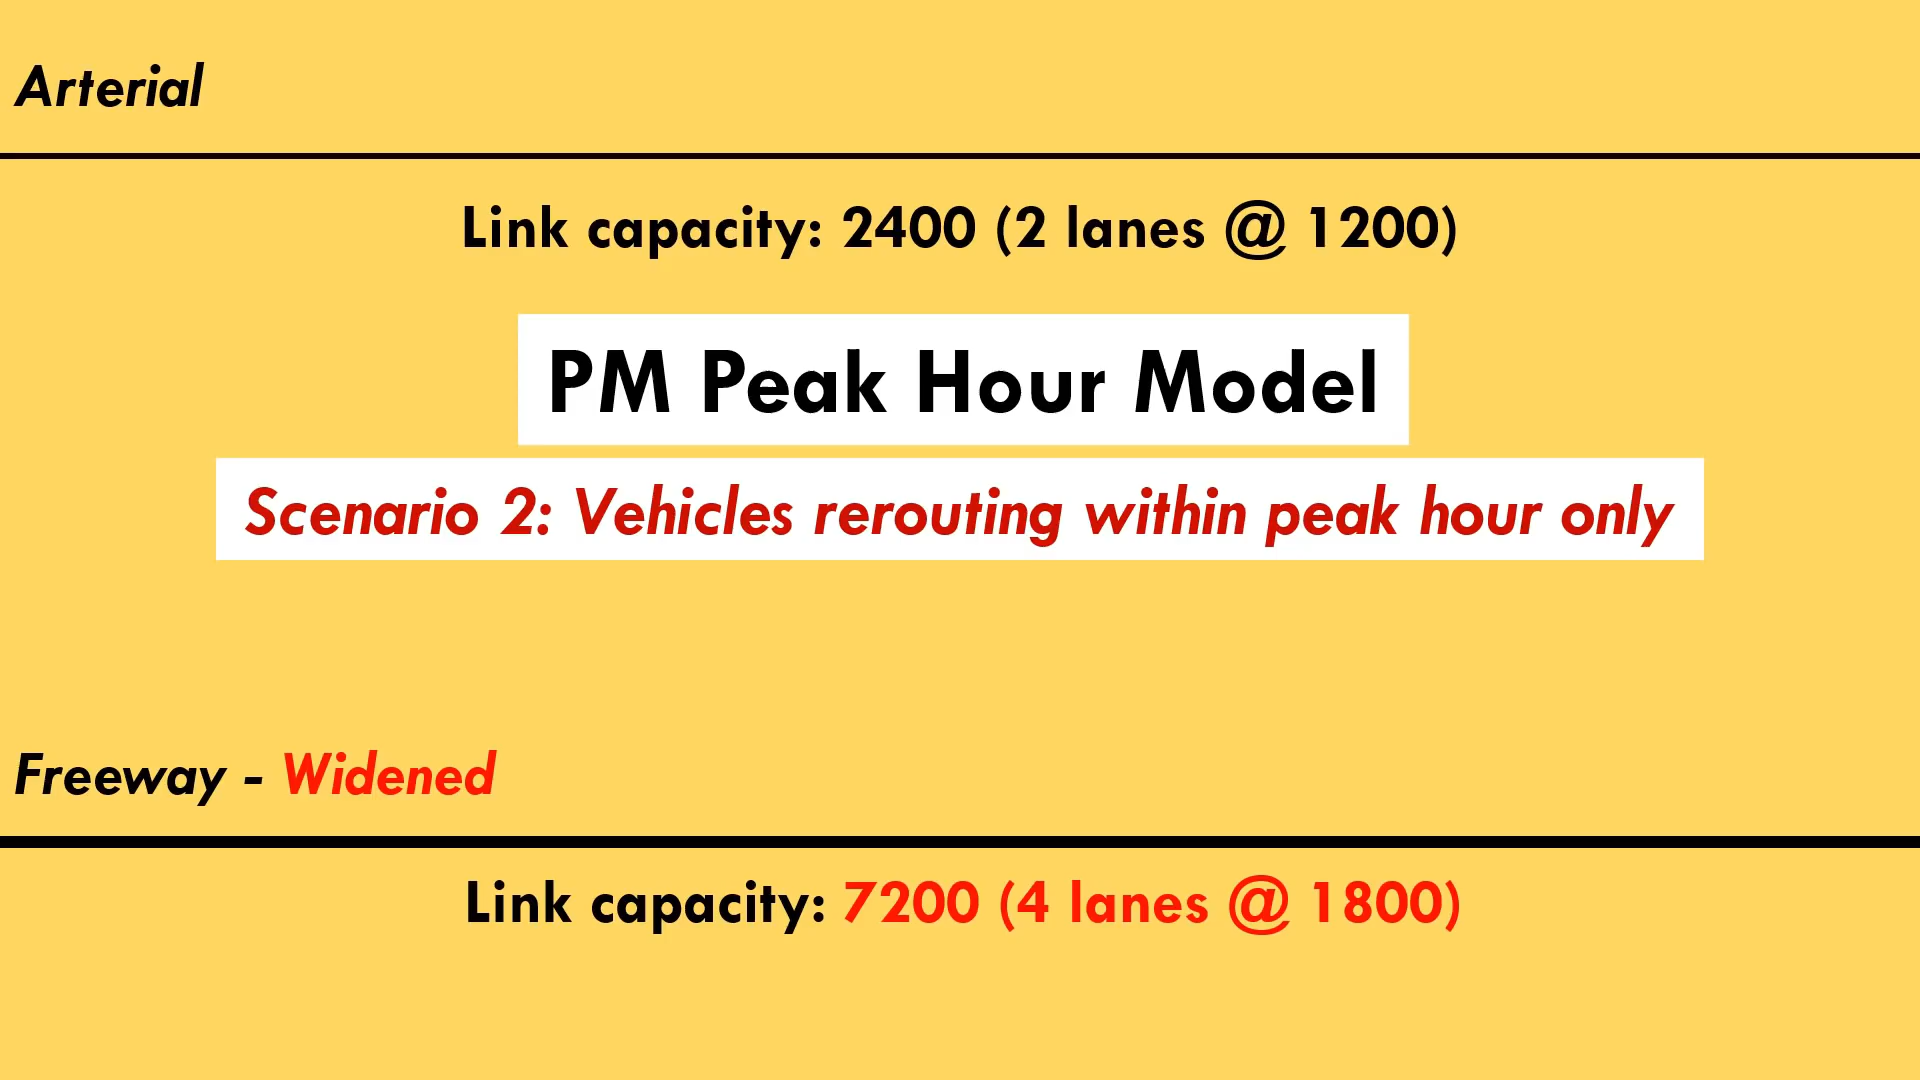 Arterial
Link capacity: 2400 (2 lanes @ 1200)
PM Peak Hour Model
Scenario 2: Vehicles rerouting within peak hour only
Freeway - Widened
Link capacity: 7200 (4 lanes @ 1800)